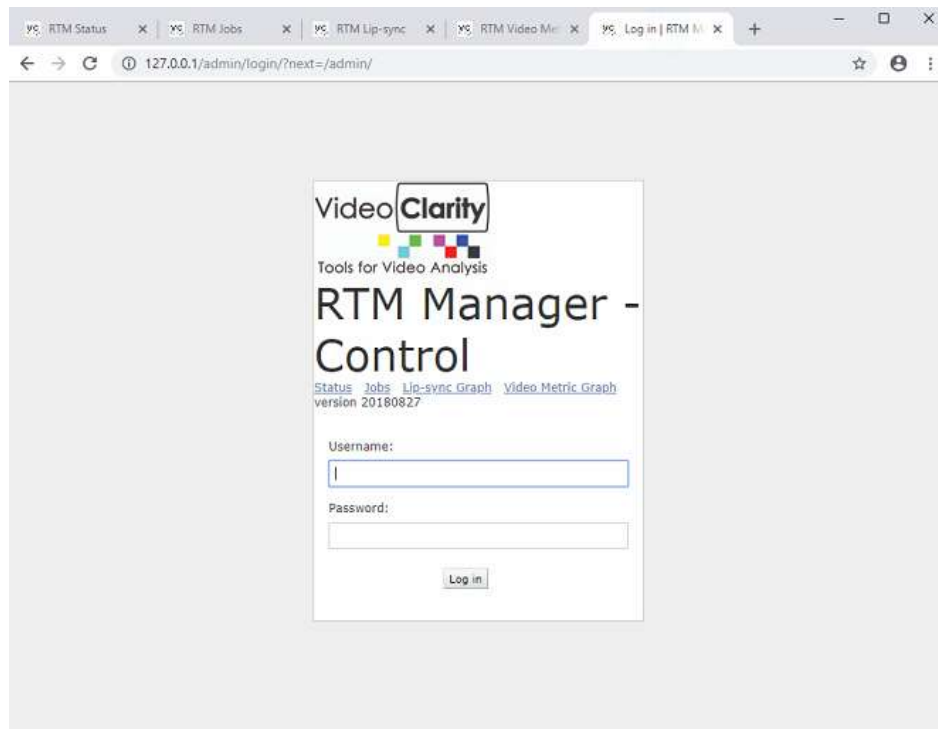 RTM Status
RTM Jobs
RTM Lip-sync
RTM Video Me
Log in | RTM M
127.0.0.1/admin/login/?next=/admin/
Video Clarity
Tools for Video Analysis
RTM Manager -
Control
Status Jobs Lip-sync Graph Video Metric Graph
version 20180827
Username:
Password:
Log in